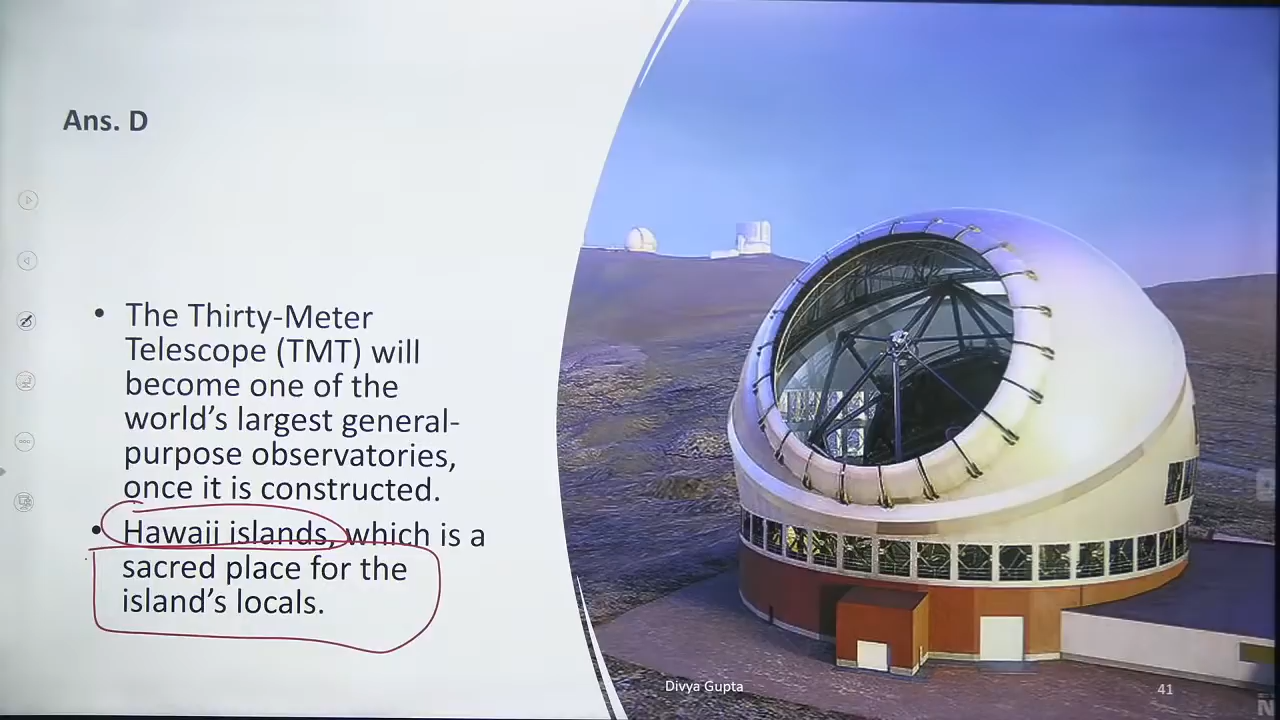 Ans. D
• The Thirty-Meter
Telescope (TMT) will
become one of the
world's largest general-
purpose observatories,
once it is constructed.
• Hawaii islands, which is a
sacred place for the
island's locals.
Divya Gupta
41
N